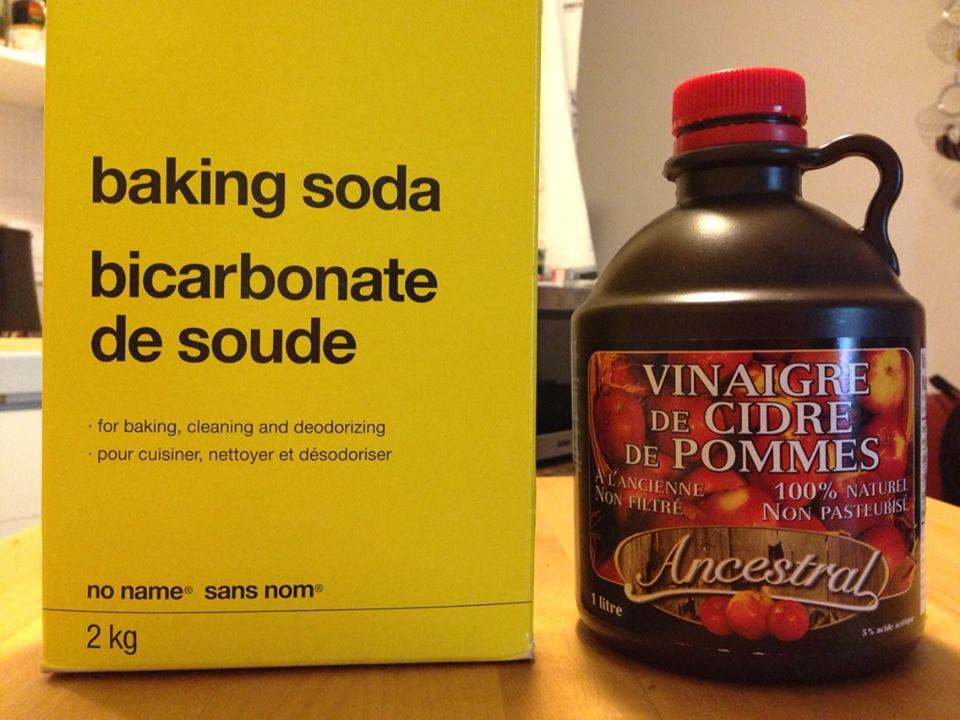 baking soda
bicarbonate
de soude
· for baking, cleaning and deodorizing
· pour cuisiner, nettoyer et désodoriser
no name® sans nom®
2 kg
VINAIGRE
DE CIDRE
DE POMMES
À L'ANCIENNE
NON FILTRÉ
100% NATUREL
NON PASTEURISÉ
Ancestral
1 litre
5% acide acétique